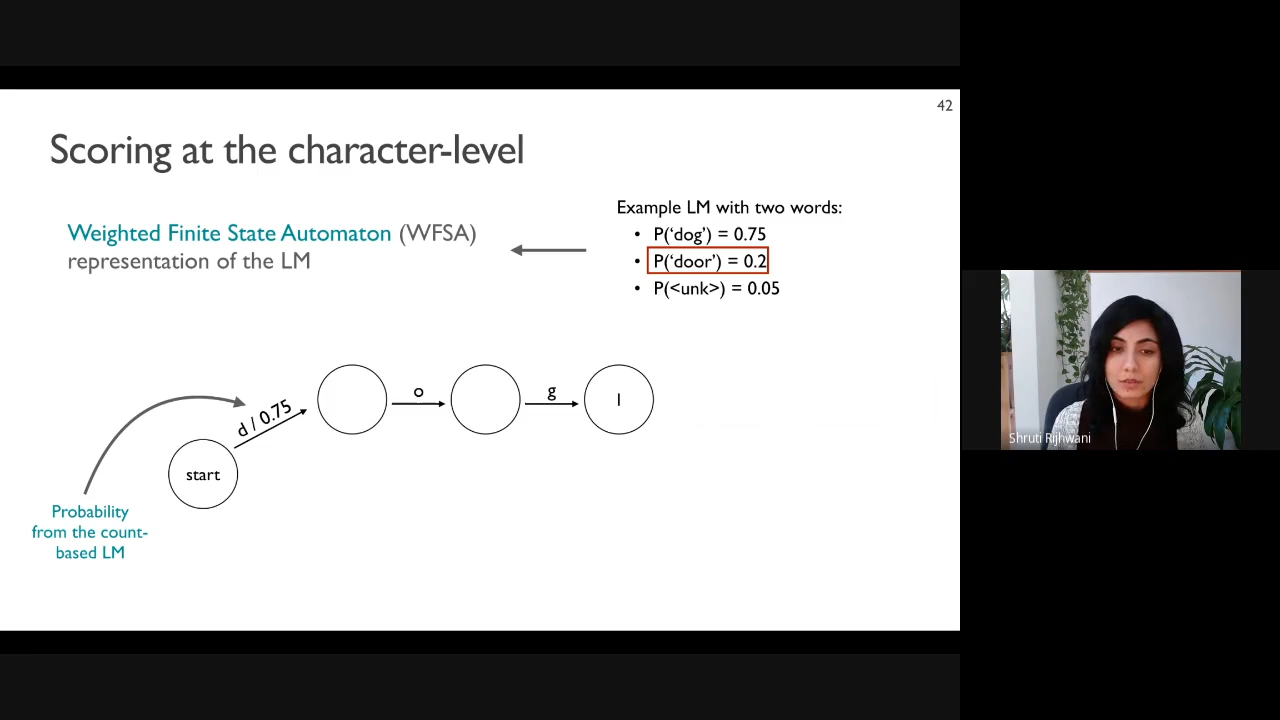 42
Scoring at the character-level
Weighted Finite State Automaton (WFSA)
representation of the LM
Example LM with two words:
• P(‘dog’) = 0.75
• P(‘door’) = 0.2
• P(<unk>) = 0.05
d / 0.75
o
g
1
start
Probability
from the count-
based LM
Shruti Rijhwani